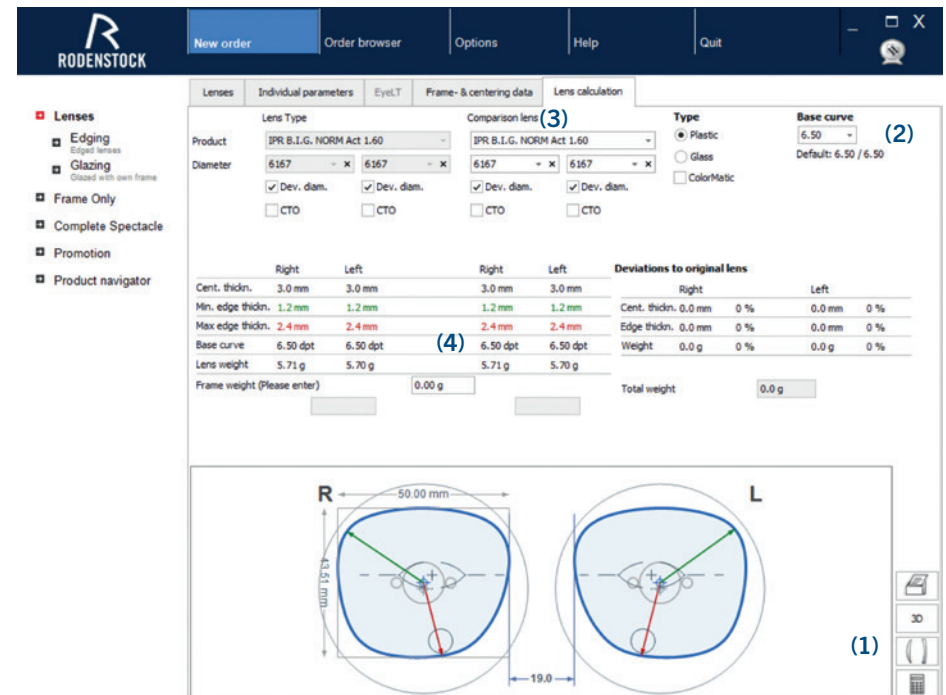 RODENSTOCK
New order Order browser Options Help Quit
_ X
Lenses Individual parameters EyeLT Frame- & centering data Lens calculation
Lenses
Edging
Edged lenses
Glazing
Glazed with own frame
Frame Only
Complete Spectacle
Promotion
Product navigator
Lens Type Comparison lens (3) Type Base curve
Product IPR B.I.G. NORM Act 1.60 IPR B.I.G. NORM Act 1.60 Plastic 6.50 (2)
Diameter 6167 x 6167 x 6167 x 6167 x Glass Default: 6.50 / 6.50
Dev. diam. Dev. diam. Dev. diam. Dev. diam. ColorMatic
CTO CTO CTO CTO
Right Left Right Left Deviations to original lens
Right Left
Cent. thickn. 3.0 mm 3.0 mm 3.0 mm 3.0 mm
Min. edge thickn. 1.2 mm 1.2 mm 1.2 mm 1.2 mm Cent. thickn. 0.0 mm 0 % 0.0 mm 0 %
Max edge thickn. 2.4 mm 2.4 mm 2.4 mm 2.4 mm Edge thickn. 0.0 mm 0 % 0.0 mm 0 %
Base curve 6.50 dpt 6.50 dpt (4) 6.50 dpt 6.50 dpt Weight 0.0 g 0 % 0.0 g 0 %
Lens weight 5.71 g 5.70 g 5.71 g 5.70 g
Frame weight (Please enter) 0.00 g Total weight 0.0 g
R 50.00 mm L
43.51 mm
3D
(1)
19.0